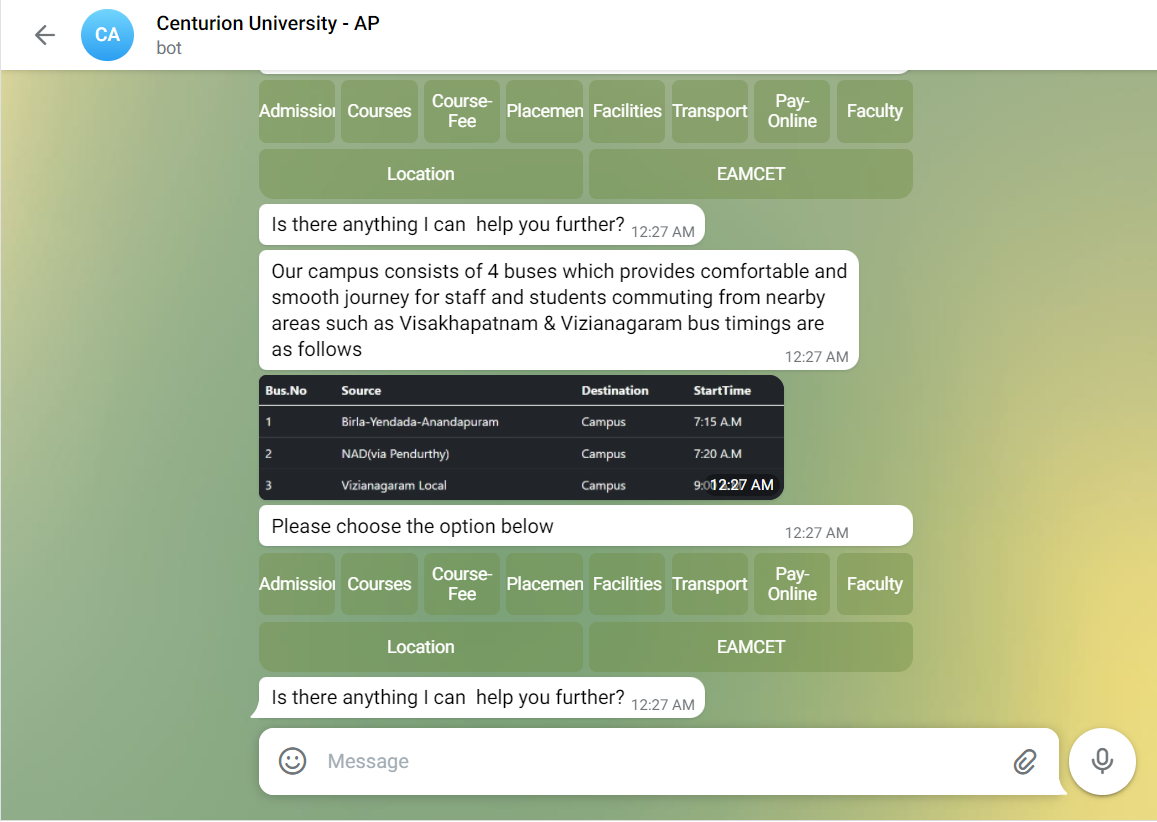 CA
Centurion University - AP
bot
Admission Courses Course-Fee Placemen Facilities Transport Pay-Online Faculty
Location EAMCET
Is there anything I can  help you further? 12:27 AM
Our campus consists of 4 buses which provides comfortable and
smooth journey for staff and students commuting from nearby
areas such as Visakhapatnam & Vizianagaram bus timings are
as follows 12:27 AM
Bus.No Source Destination StartTime
1 Birla-Yendada-Anandapuram Campus 7:15 A.M
2 NAD(via Pendurthy) Campus 7:20 A.M
3 Vizianagaram Local Campus 12:27 AM
Please choose the option below 12:27 AM
Admission Courses Course-Fee Placemen Facilities Transport Pay-Online Faculty
Location EAMCET
Is there anything I can  help you further? 12:27 AM
Message